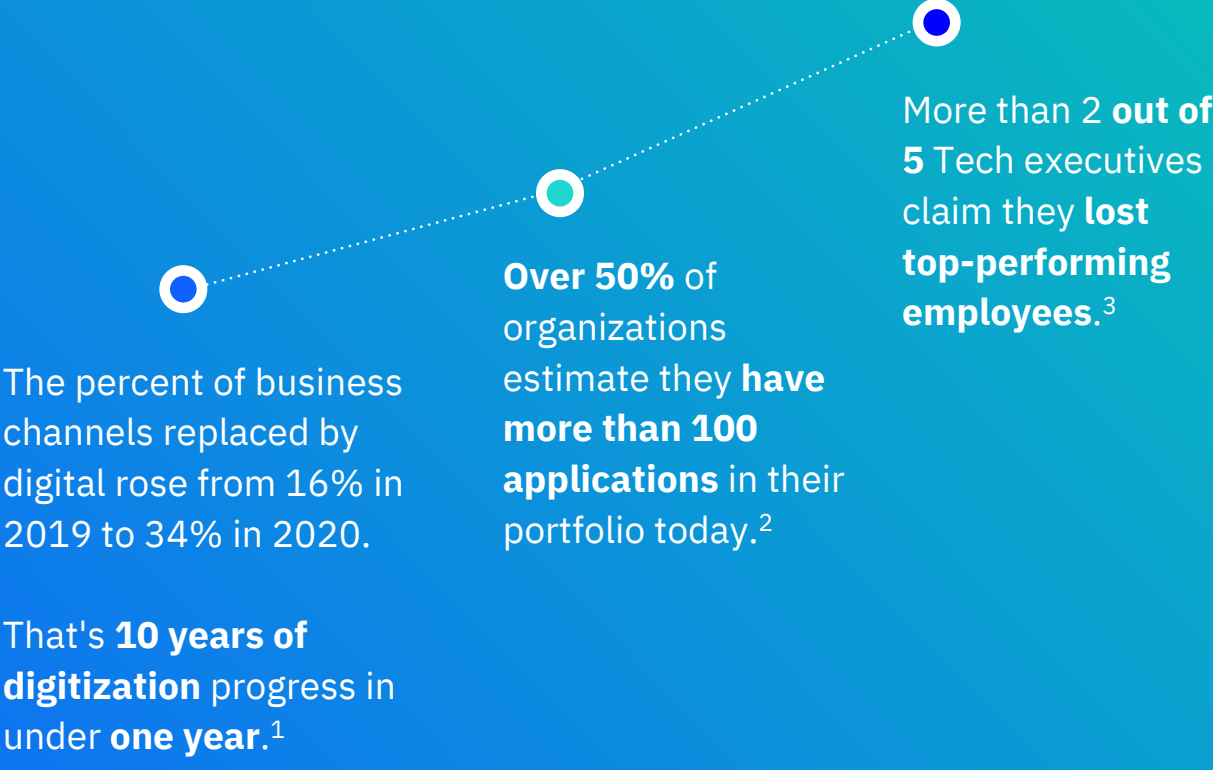 The percent of business
channels replaced by
digital rose from 16% in
2019 to 34% in 2020.
That's 10 years of
digitization progress in
under one year.1
Over 50% of
organizations
estimate they have
more than 100
applications in their
portfolio today.2
More than 2 out of
5 Tech executives
claim they lost
top-performing
employees.3